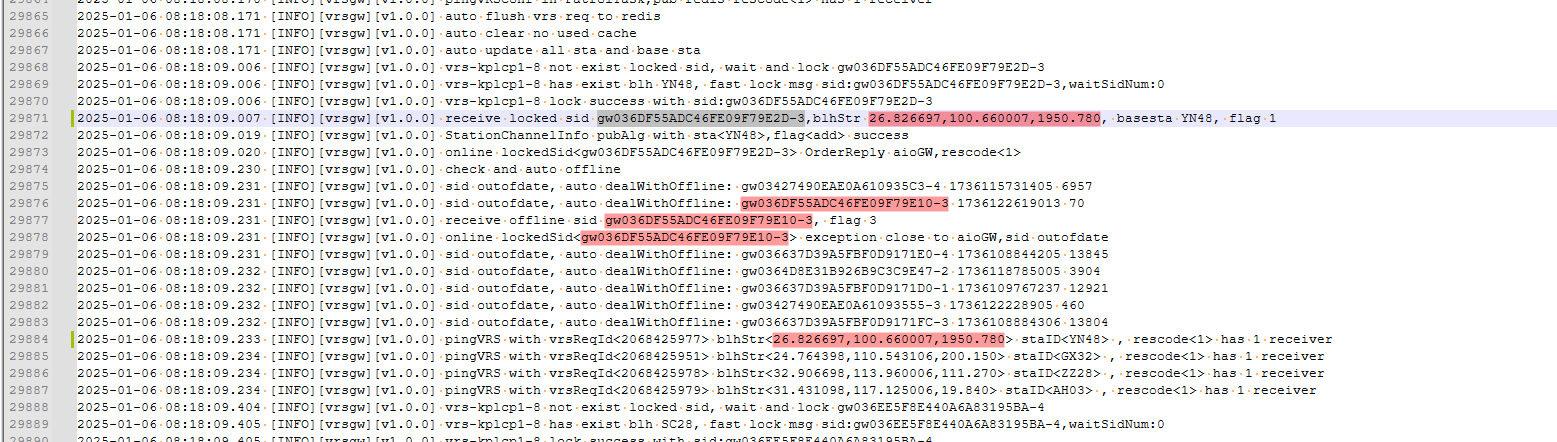 29865 2025-01-06 08:18:08.171 [INFO][vrsgw][v1.0.0] auto flush vrs req to redis
29866 2025-01-06 08:18:08.171 [INFO][vrsgw][v1.0.0] auto clear no used cache
29867 2025-01-06 08:18:08.171 [INFO][vrsgw][v1.0.0] auto update all sta and base sta
29868 2025-01-06 08:18:09.006 [INFO][vrsgw][v1.0.0] vrs-kplcp1-8 not exist locked sid, wait and lock gw036DF55ADC46FE09F79E2D-3
29869 2025-01-06 08:18:09.006 [INFO][vrsgw][v1.0.0] vrs-kplcp1-8 has exist blh YN48, fast lock msg sid:gw036DF55ADC46FE09F79E2D-3,waitSidNum:0
29870 2025-01-06 08:18:09.006 [INFO][vrsgw][v1.0.0] vrs-kplcp1-8 lock success with sid:gw036DF55ADC46FE09F79E2D-3
29871 2025-01-06 08:18:09.007 [INFO][vrsgw][v1.0.0] receive locked sid gw036DF55ADC46FE09F79E2D-3,blhStr 26.826697,100.660007,1950.780, basesta YN48, flag 1
29872 2025-01-06 08:18:09.019 [INFO][vrsgw][v1.0.0] StationChannelInfo pubAlg with sta<YN48>,flag<add> success
29873 2025-01-06 08:18:09.020 [INFO][vrsgw][v1.0.0] online lockedSid<gw036DF55ADC46FE09F79E2D-3> OrderReply aioGW,rescode<1>
29874 2025-01-06 08:18:09.230 [INFO][vrsgw][v1.0.0] check and auto offline
29875 2025-01-06 08:18:09.231 [INFO][vrsgw][v1.0.0] sid outofdate, auto dealWithOffline: gw03427490EAE0A610935C3-4 1736115731405 6957
29876 2025-01-06 08:18:09.231 [INFO][vrsgw][v1.0.0] sid outofdate, auto dealWithOffline: gw036DF55ADC46FE09F79E10-3 1736122619013 70
29877 2025-01-06 08:18:09.231 [INFO][vrsgw][v1.0.0] receive offline sid gw036DF55ADC46FE09F79E10-3, flag 3
29878 2025-01-06 08:18:09.231 [INFO][vrsgw][v1.0.0] online lockedSid<gw036DF55ADC46FE09F79E10-3> exception close to aioGW,sid outofdate
29879 2025-01-06 08:18:09.231 [INFO][vrsgw][v1.0.0] sid outofdate, auto dealWithOffline: gw036637D39A5FBF0D9171E0-4 1736108844205 13845
29880 2025-01-06 08:18:09.232 [INFO][vrsgw][v1.0.0] sid outofdate, auto dealWithOffline: gw0364D8E31B926B9C3C9E47-2 1736118785005 3904
29881 2025-01-06 08:18:09.232 [INFO][vrsgw][v1.0.0] sid outofdate, auto dealWithOffline: gw036637D39A5FBF0D9171D0-1 1736109767237 12921
29882 2025-01-06 08:18:09.232 [INFO][vrsgw][v1.0.0] sid outofdate, auto dealWithOffline: gw03427490EAE0A61093555-3 1736122228905 460
29883 2025-01-06 08:18:09.232 [INFO][vrsgw][v1.0.0] sid outofdate, auto dealWithOffline: gw036637D39A5FBF0D9171FC-3 1736108884306 13804
29884 2025-01-06 08:18:09.233 [INFO][vrsgw][v1.0.0] pingVRS with vrsReqId<2068425977> blhStr<26.826697,100.660007,1950.780> staID<YN48> , rescode<1> has 1 receiver
29885 2025-01-06 08:18:09.234 [INFO][vrsgw][v1.0.0] pingVRS with vrsReqId<2068425951> blhStr<24.764398,110.543106,200.150> staID<GX32> , rescode<1> has 1 receiver
29886 2025-01-06 08:18:09.234 [INFO][vrsgw][v1.0.0] pingVRS with vrsReqId<2068425978> blhStr<32.906698,113.960006,111.270> staID<ZZ28> , rescode<1> has 1 receiver
29887 2025-01-06 08:18:09.234 [INFO][vrsgw][v1.0.0] pingVRS with vrsReqId<2068425979> blhStr<31.431098,117.125006,19.840> staID<AH03> , rescode<1> has 1 receiver
29888 2025-01-06 08:18:09.404 [INFO][vrsgw][v1.0.0] vrs-kplcp1-8 not exist locked sid, wait and lock gw036EE5F8E440A6A83195BA-4
29889 2025-01-06 08:18:09.405 [INFO][vrsgw][v1.0.0] vrs-kplcp1-8 has exist blh SC28, fast lock msg sid:gw036EE5F8E440A6A83195BA-4,waitSidNum:0